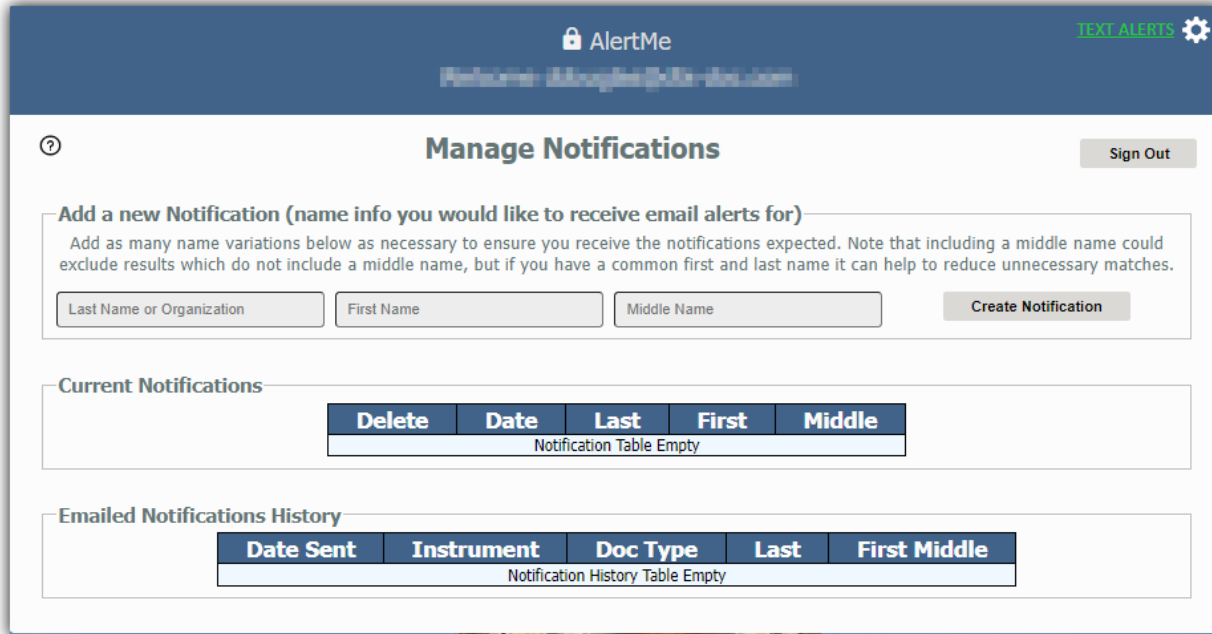 AlertMe
TEXT ALERTS
Manage Notifications
Sign Out
Add a new Notification (name info you would like to receive email alerts for)
Add as many name variations below as necessary to ensure you receive the notifications expected. Note that including a middle name could
exclude results which do not include a middle name, but if you have a common first and last name it can help to reduce unnecessary matches.
Last Name or Organization First Name Middle Name Create Notification
Current Notifications
Delete Date Last First Middle
Notification Table Empty
Emailed Notifications History
Date Sent Instrument Doc Type Last First Middle
Notification History Table Empty